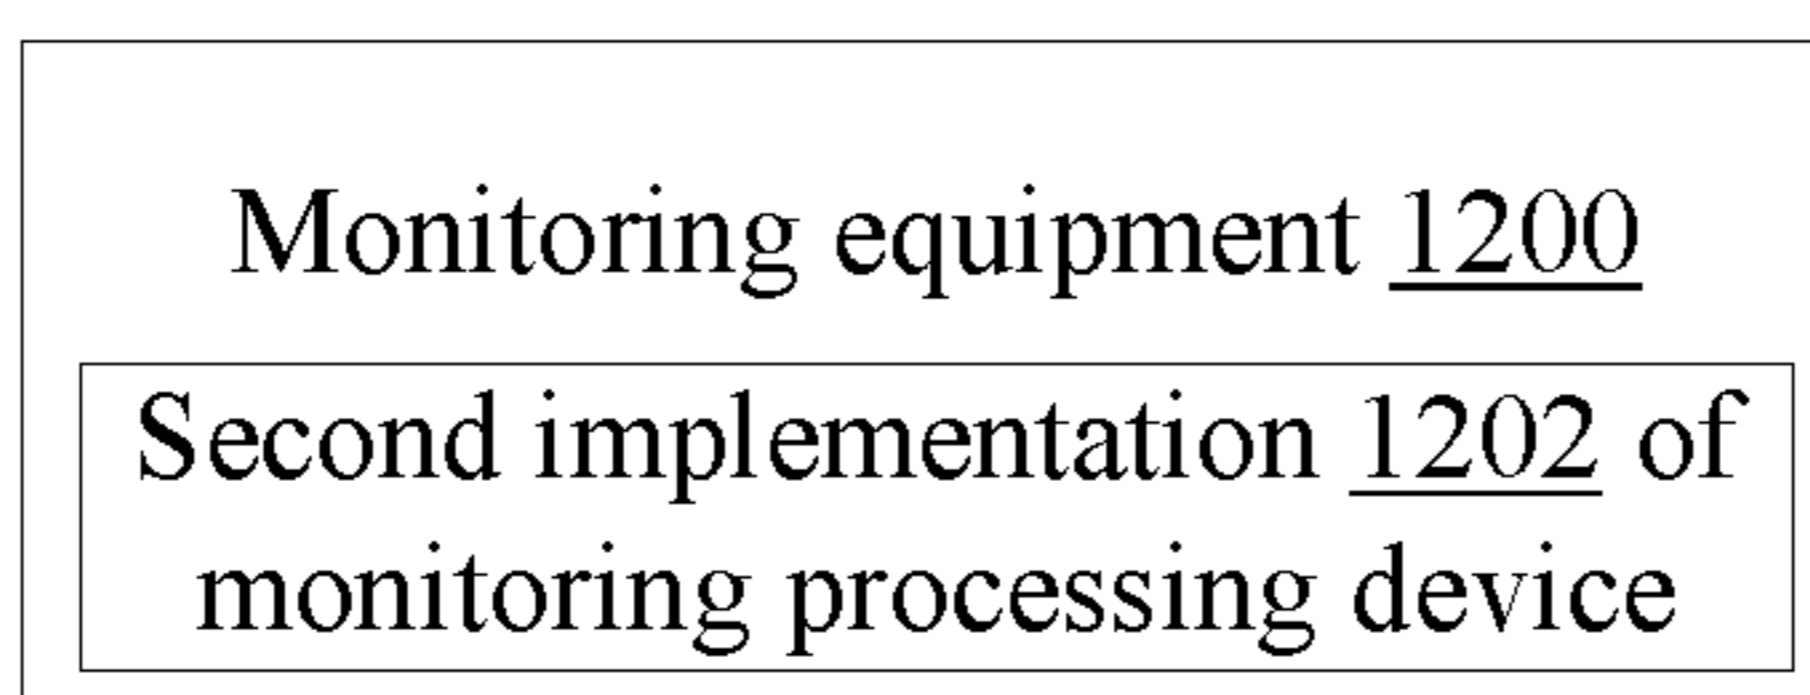 Monitoring equipment 1200
Second implementation 1202 of
monitoring processing device